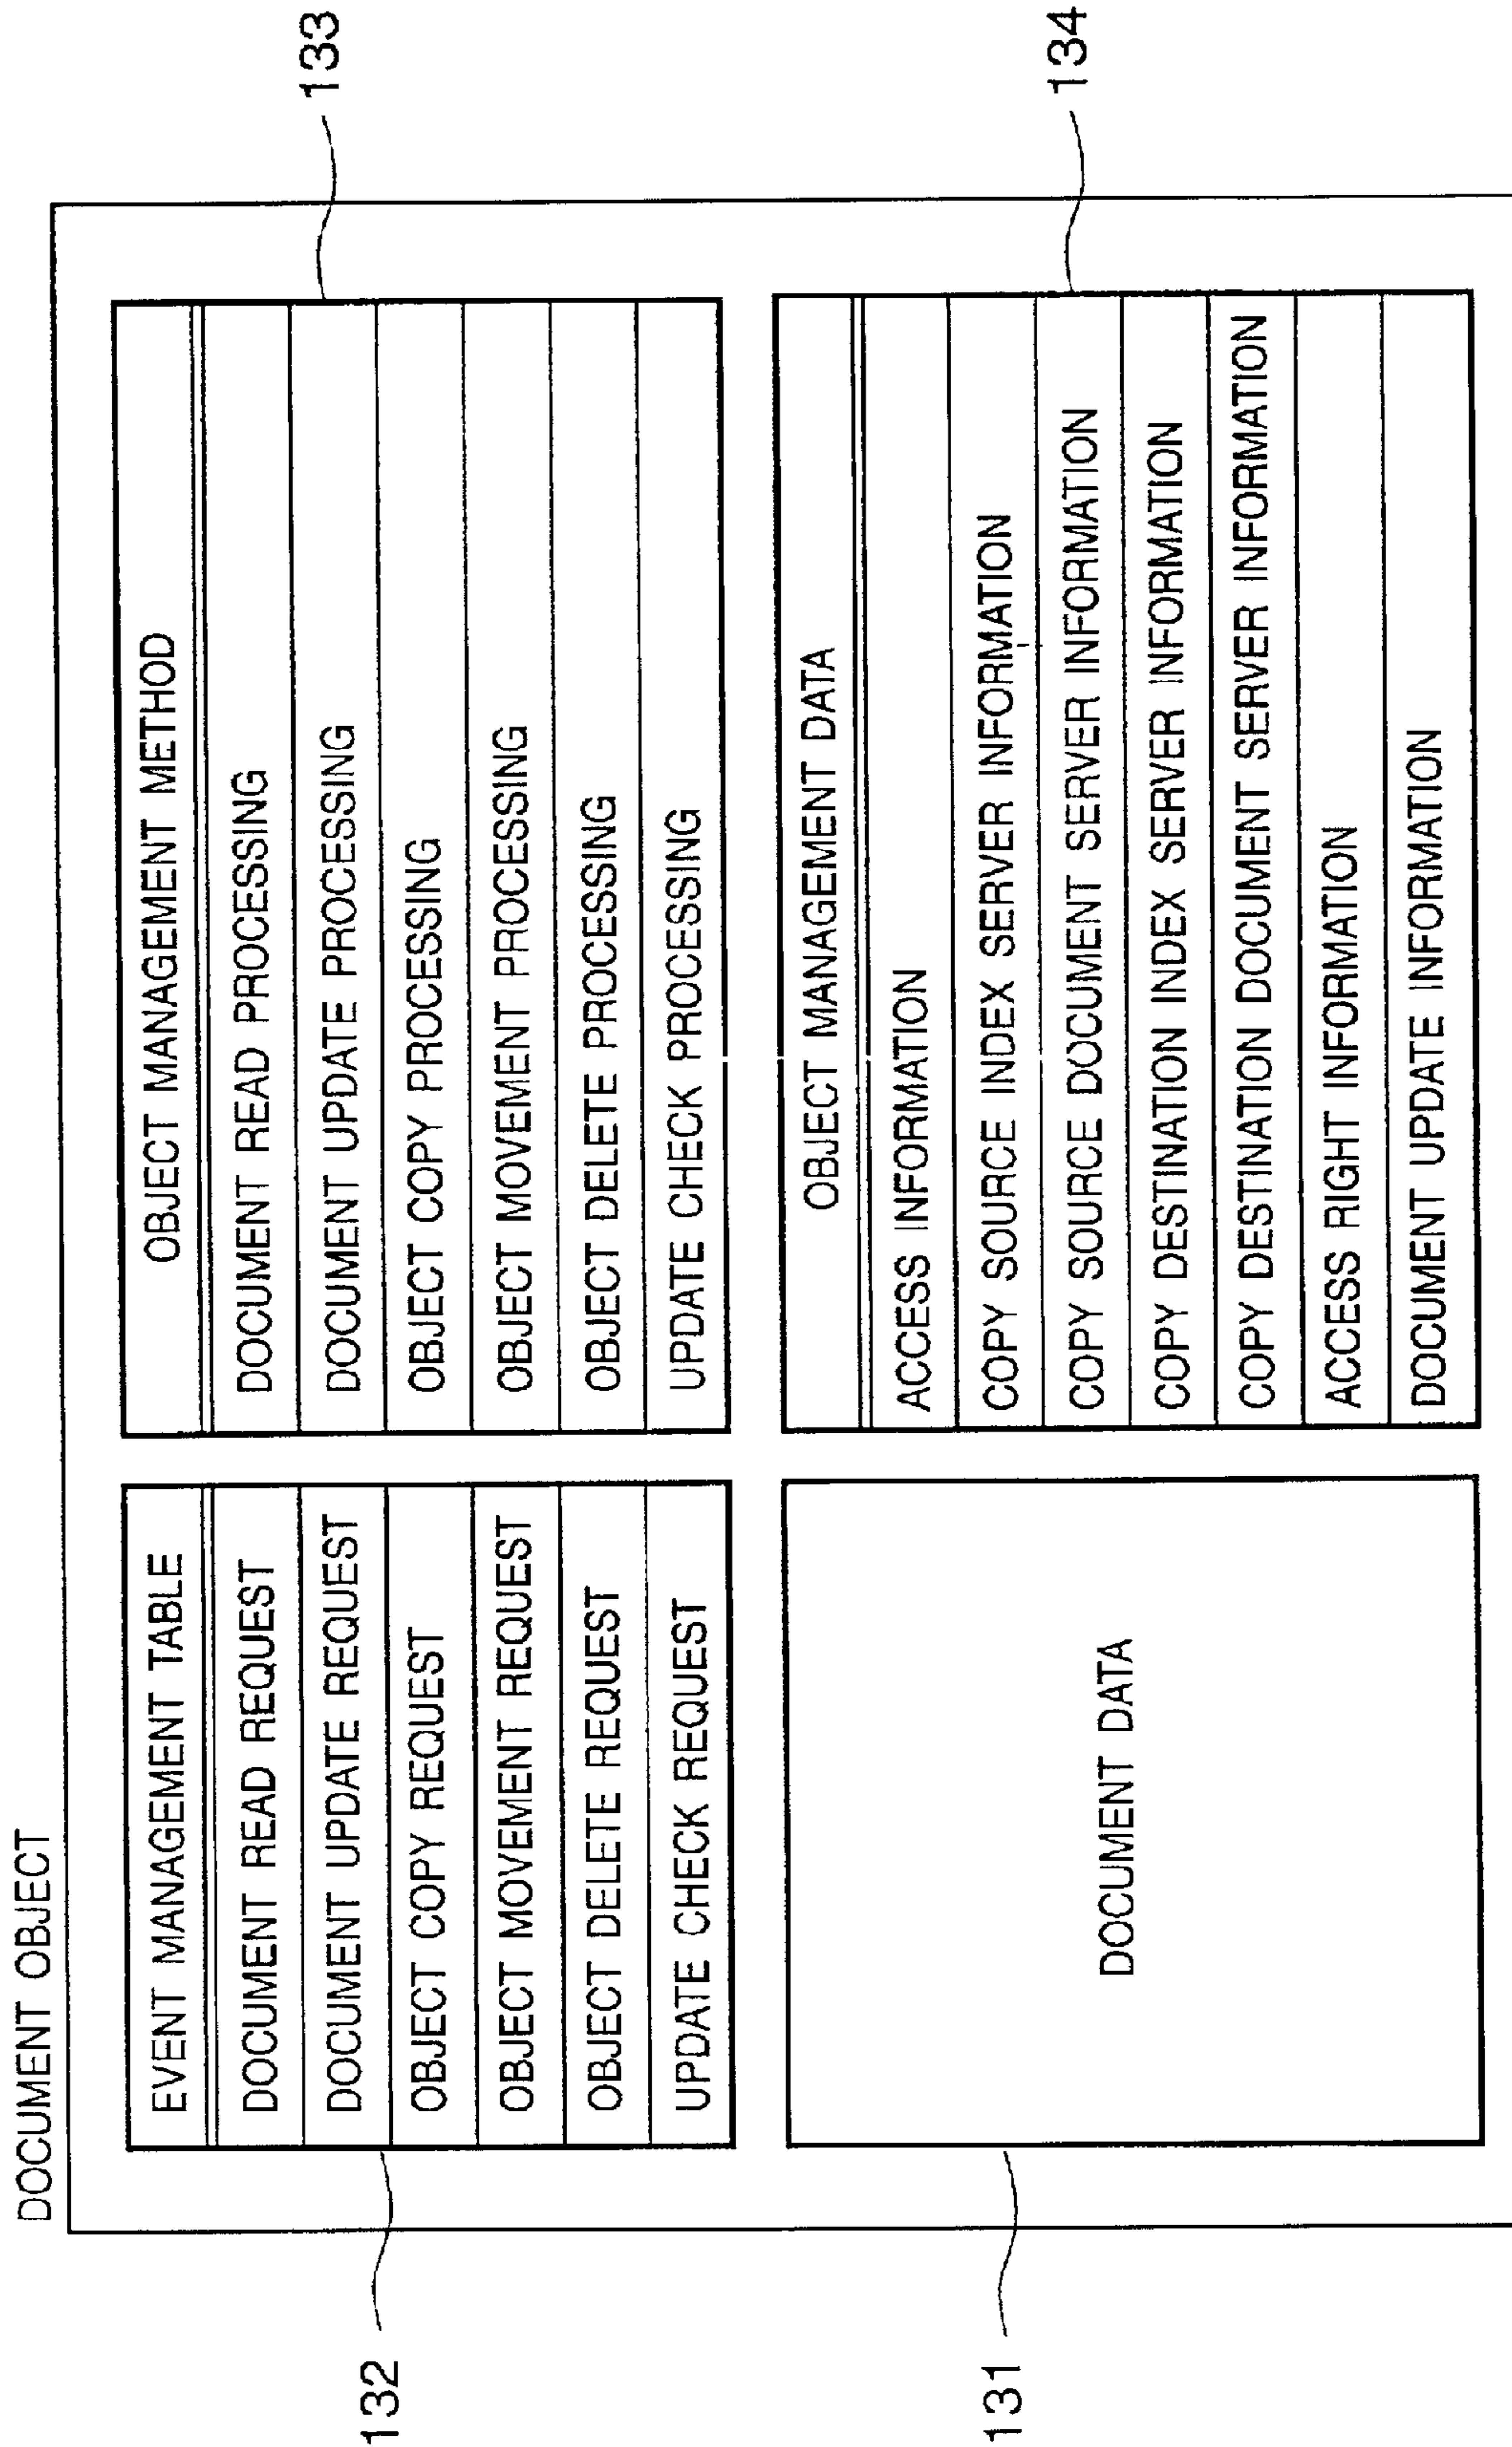 DOCUMENT OBJECT
132
EVENT MANAGEMENT TABLE
DOCUMENT READ REQUEST
DOCUMENT UPDATE REQUEST
OBJECT COPY REQUEST
OBJECT MOVEMENT REQUEST
OBJECT DELETE REQUEST
UPDATE CHECK REQUEST
133
OBJECT MANAGEMENT METHOD
DOCUMENT READ PROCESSING
DOCUMENT UPDATE PROCESSING
OBJECT COPY PROCESSING
OBJECT MOVEMENT PROCESSING
OBJECT DELETE PROCESSING
UPDATE CHECK PROCESSING
131
DOCUMENT DATA
134
OBJECT MANAGEMENT DATA
ACCESS INFORMATION
COPY SOURCE INDEX SERVER INFORMATION
COPY SOURCE DOCUMENT SERVER INFORMATION
COPY DESTINATION INDEX SERVER INFORMATION
COPY DESTINATION DOCUMENT SERVER INFORMATION
ACCESS RIGHT INFORMATION
DOCUMENT UPDATE INFORMATION